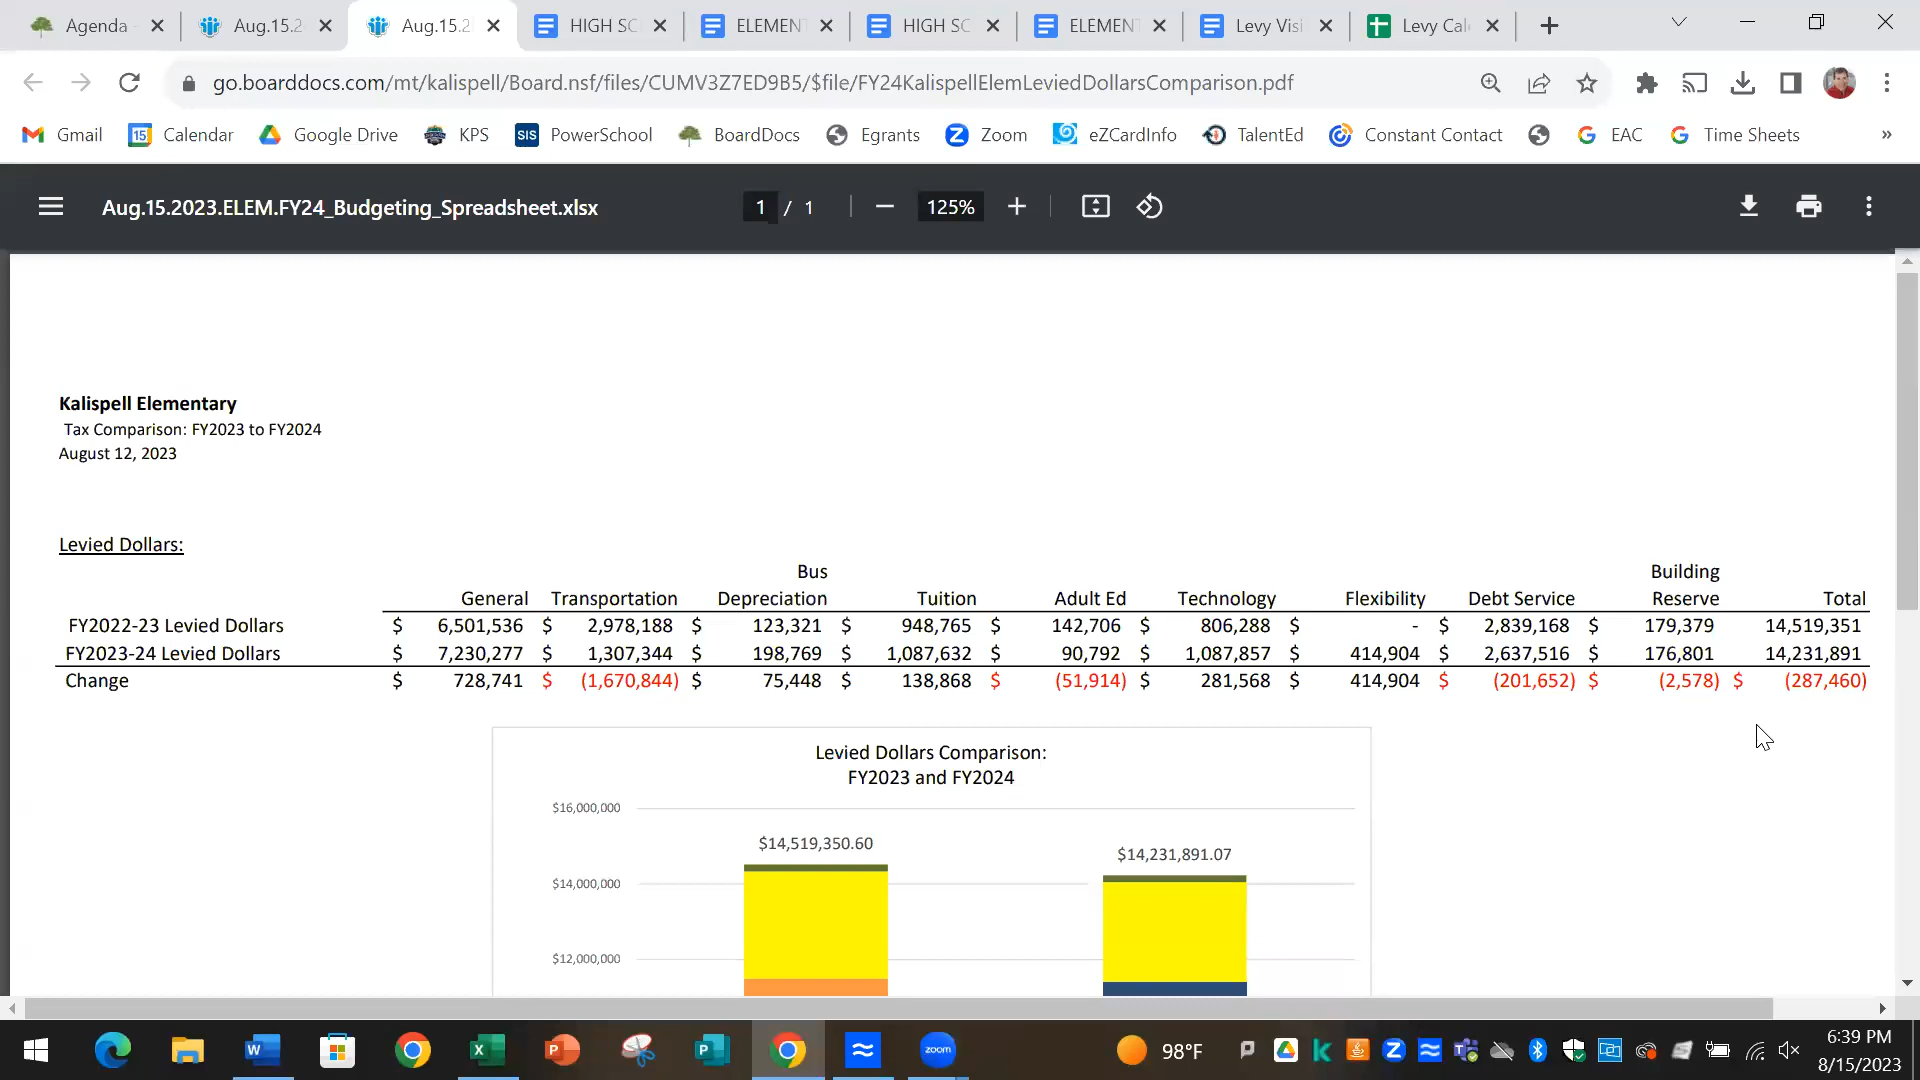 Agenda
Aug.15.2
Aug.15.2
HIGH SC
ELEMEN
HIGH SC
ELEMENT
Levy Visi
Levy Cal
go.boarddocs.com/mt/kalispell/Board.nsf/files/CUMV3Z7ED9B5/$file/FY24KalispellElemLeviedDollarsComparison.pdf
Gmail
15 Calendar
Google Drive
KPS
SIS PowerSchool
BoardDocs
Egrants
Zoom
eZCardInfo
TalentEd
Constant Contact
EAC
Time Sheets
»
Aug.15.2023.ELEM.FY24_Budgeting_Spreadsheet.xlsx
1 / 1
125%
Kalispell Elementary
Tax Comparison: FY2023 to FY2024
August 12, 2023
Levied Dollars:
Bus Building
General Transportation Depreciation Tuition Adult Ed Technology Flexibility Debt Service Reserve Total
FY2022-23 Levied Dollars $ 6,501,536 $ 2,978,188 $ 123,321 $ 948,765 $ 142,706 $ 806,288 $ - $ 2,839,168 $ 179,379 14,519,351
FY2023-24 Levied Dollars $ 7,230,277 $ 1,307,344 $ 198,769 $ 1,087,632 $ 90,792 $ 1,087,857 $ 414,904 $ 2,637,516 $ 176,801 14,231,891
Change $ 728,741 $ (1,670,844) $ 75,448 $ 138,868 $ (51,914) $ 281,568 $ 414,904 $ (201,652) $ (2,578) $ (287,460)
Levied Dollars Comparison:
FY2023 and FY2024
$16,000,000
$14,519,350.60
$14,231,891.07
$14,000,000
$12,000,000
zoom
98°F
6:39 PM
8/15/2023